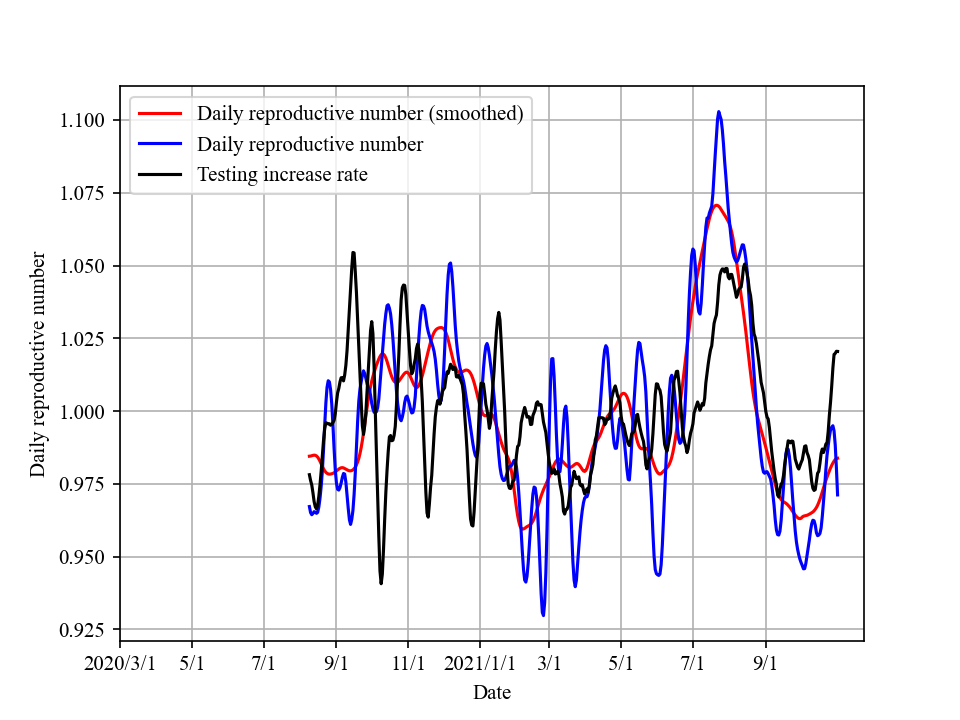 Daily reproductive number (smoothed)
Daily reproductive number
Testing increase rate
1.100
1.075
1.050
1.025
1.000
0.975
0.950
0.925
Daily reproductive number
2020/3/1 5/1 7/1 9/1 11/1 2021/1/1 3/1 5/1 7/1 9/1
Date